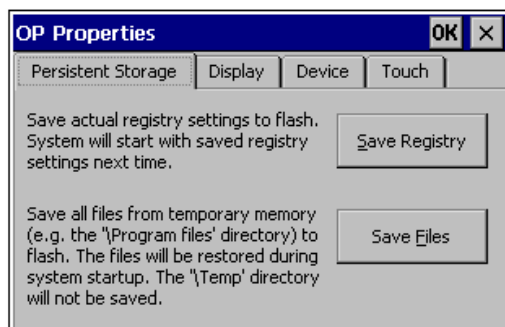 OP Properties OK ×
Persistent Storage Display Device Touch
Save actual registry settings to flash.
System will start with saved registry
settings next time.
Save Registry
Save all files from temporary memory
(e.g. the '\Program files' directory) to
flash. The files will be restored during
system startup. The '\Temp' directory
will not be saved.
Save Files